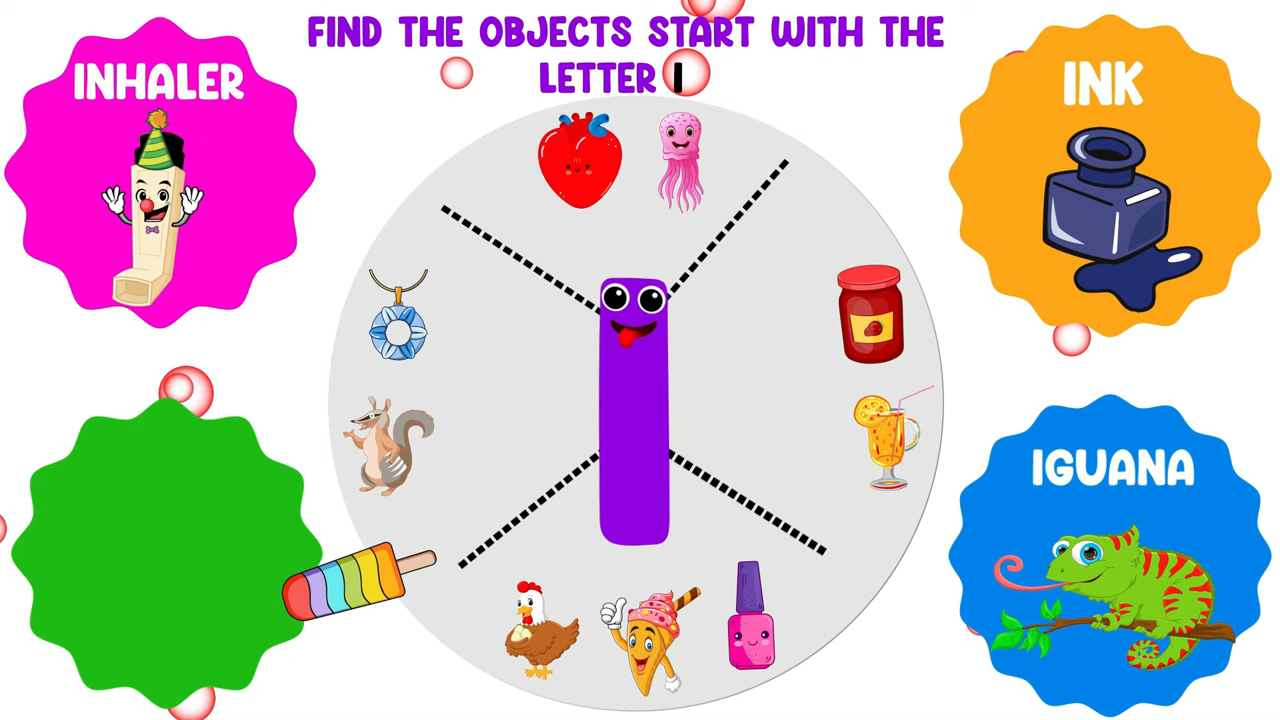 FIND THE OBJECTS START WITH THE
LETTER I
INHALER
INK
IGUANA